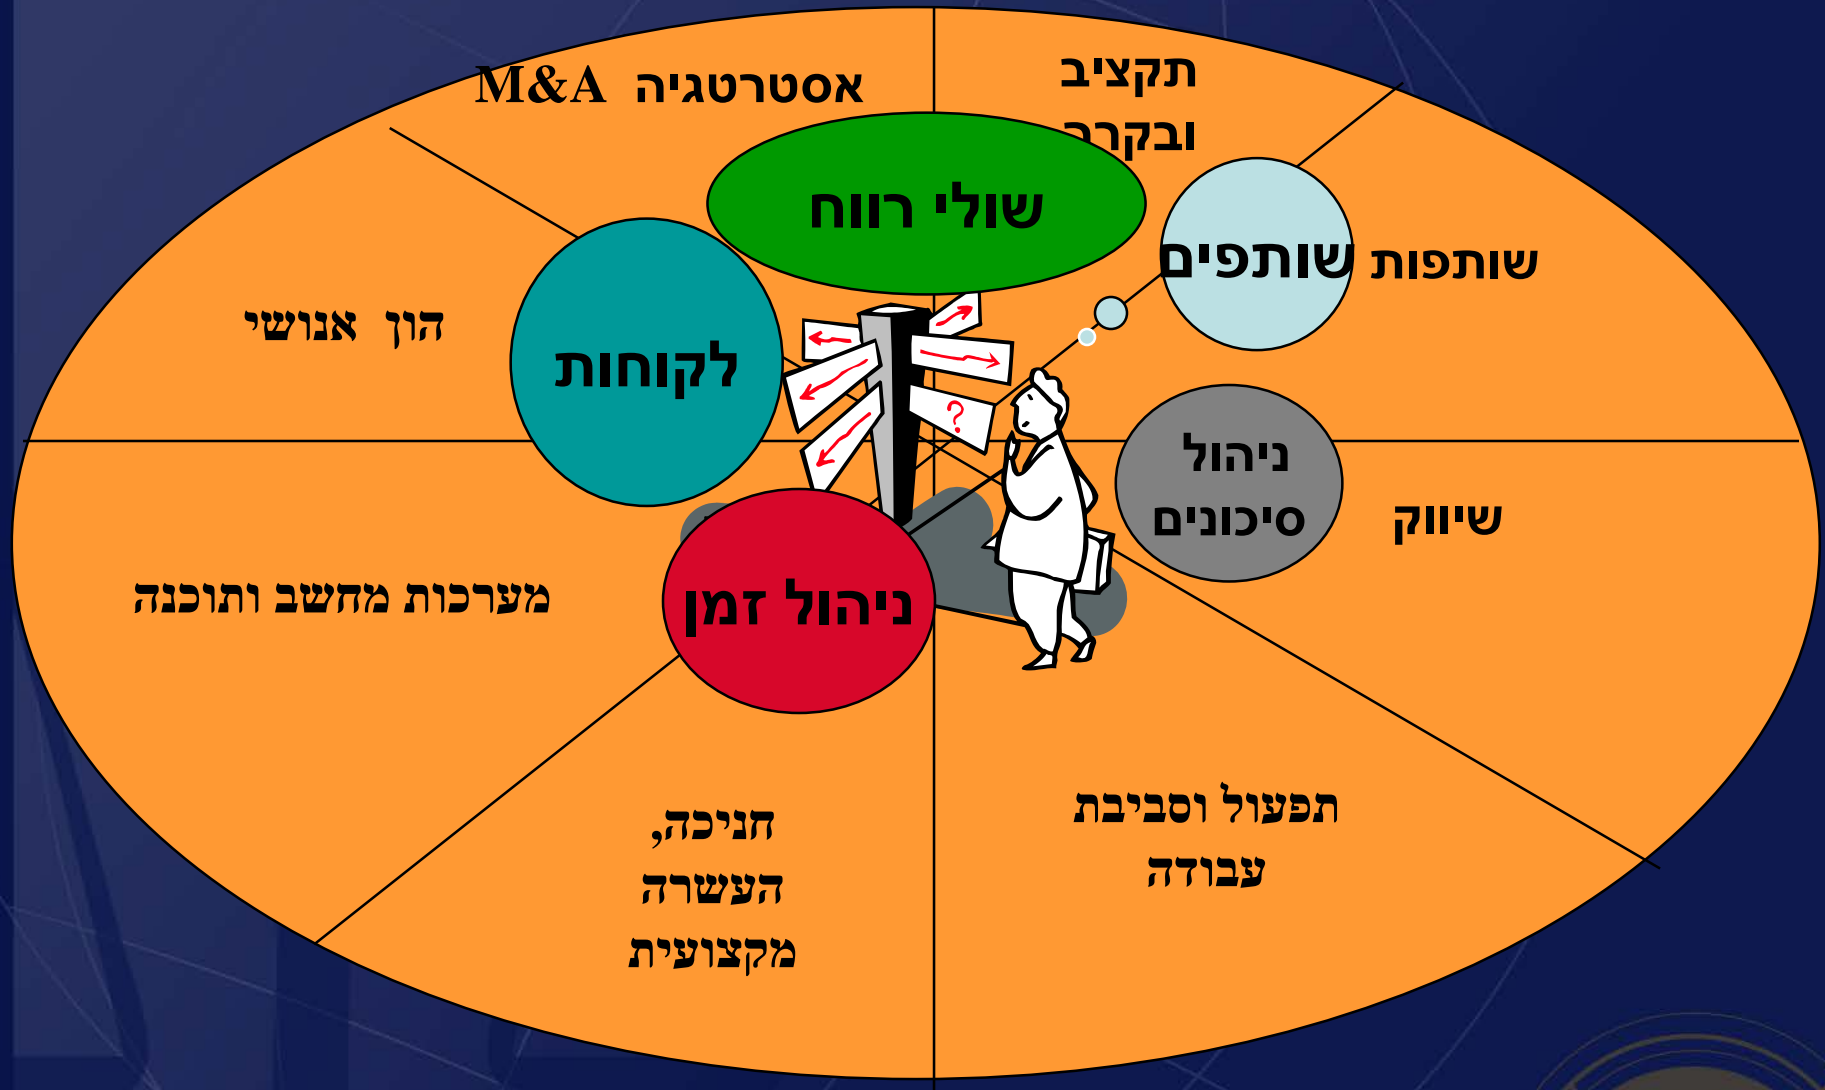 תקציב
ובקרה
אסטרטגיה M&A
שולי רווח
שותפים
שותפות
הון אנושי
לקוחות
ניהול
סיכונים
שיווק
מערכות מחשב ותוכנה
ניהול זמן
?
תפעול וסביבת
עבודה
חניכה,
העשרה
מקצועית